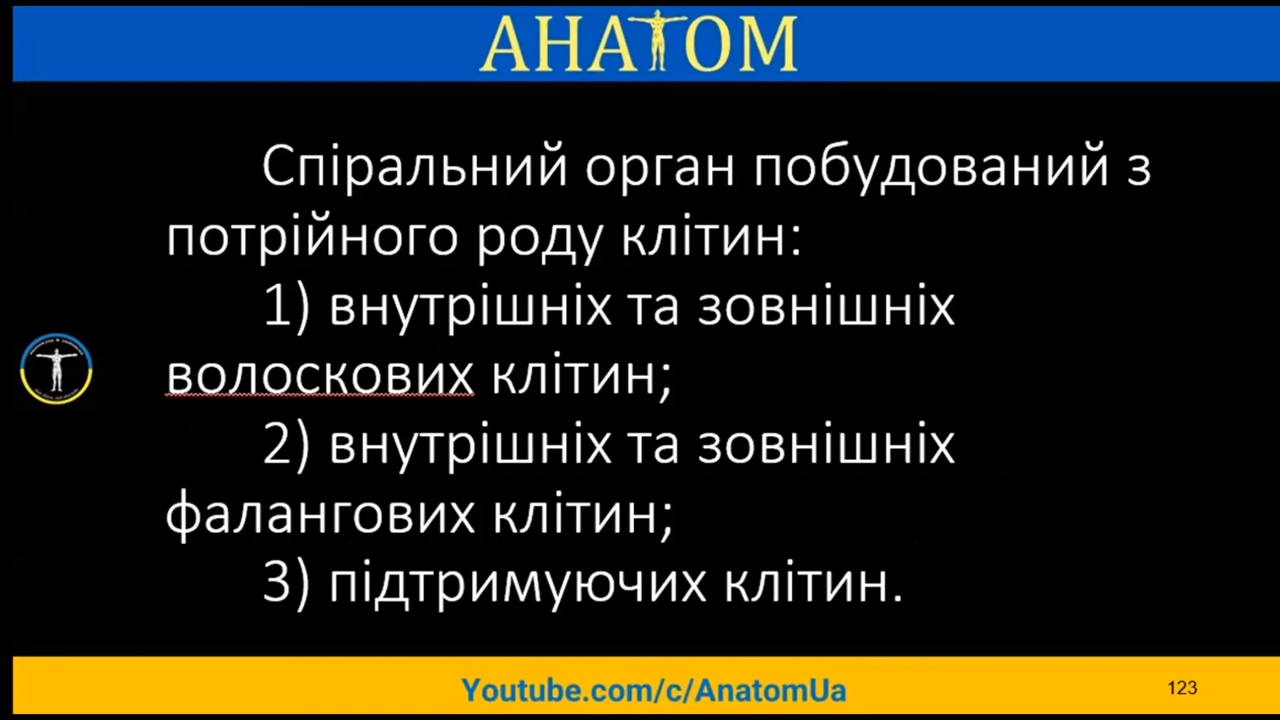 АНАТОМ
Спіральний орган побудований з
потрійного роду клітин:
1) внутрішніх та зовнішніх
волоскових клітин;
2) внутрішніх та зовнішніх
фалангових клітин;
3) підтримуючих клітин.
Youtube.com/c/AnatomUa
123